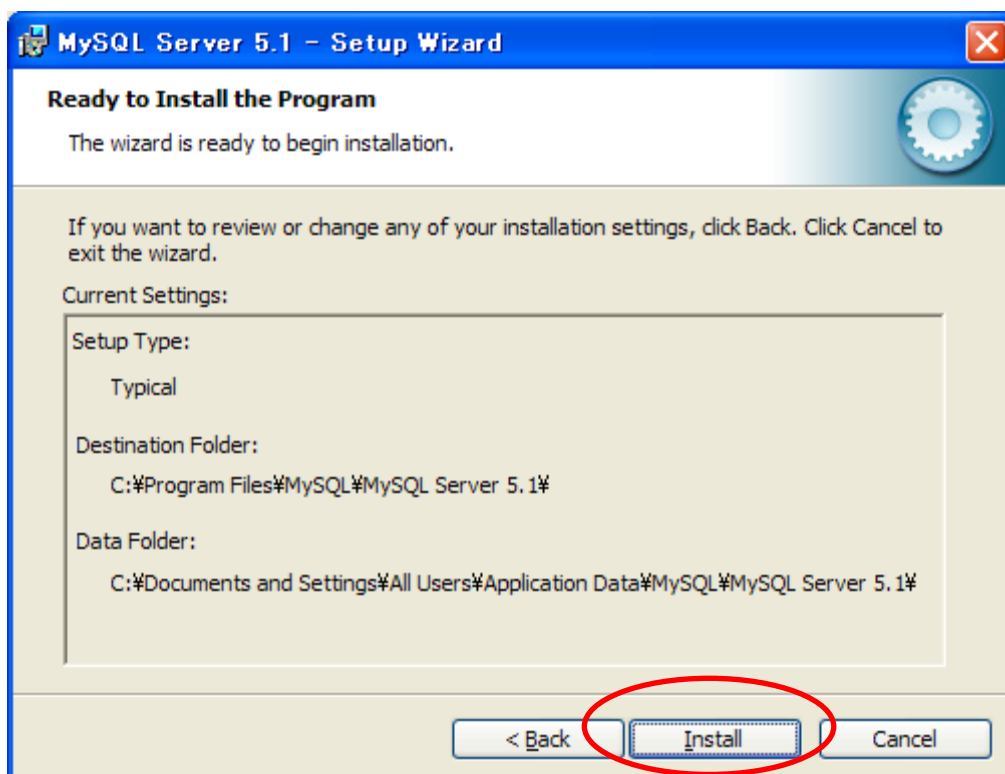 MySQL Server 5.1 - Setup Wizard
Ready to Install the Program
The wizard is ready to begin installation.
If you want to review or change any of your installation settings, click Back. Click Cancel to
exit the wizard.
Current Settings:
Setup Type:
Typical
Destination Folder:
C:¥Program Files¥MySQL¥MySQL Server 5.1¥
Data Folder:
C:¥Documents and Settings¥All Users¥Application Data¥MySQL¥MySQL Server 5.1¥
< Back Install Cancel